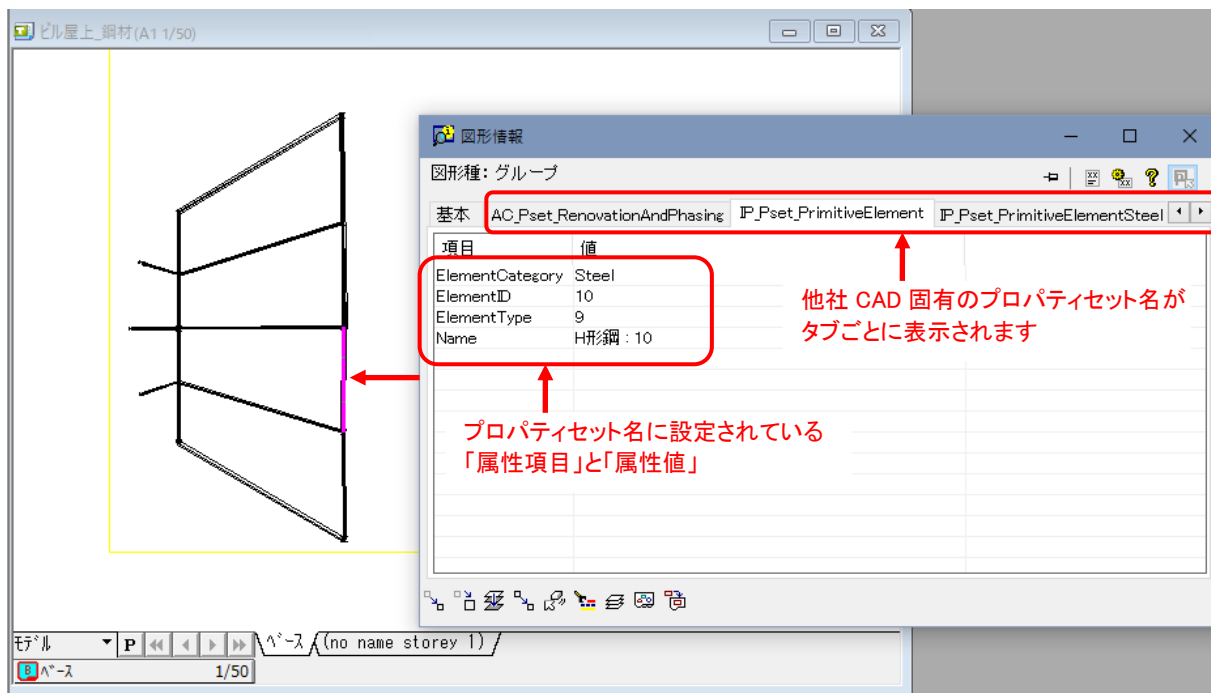 ビル屋上_鋼材(A1 1/50)
図形情報
図形種: グループ
基本 AC_Pset_RenovationAndPhasing IP_Pset_PrimitiveElement IP_Pset_PrimitiveElementSteel
項目 値
ElementCategory Steel
ElementID 10
ElementType 9
Name H形鋼 : 10
他社 CAD 固有のプロパティセット名が
タブごとに表示されます
プロパティセット名に設定されている
「属性項目」と「属性値」
モデル P ベース (no name storey 1)
B ベース 1/50